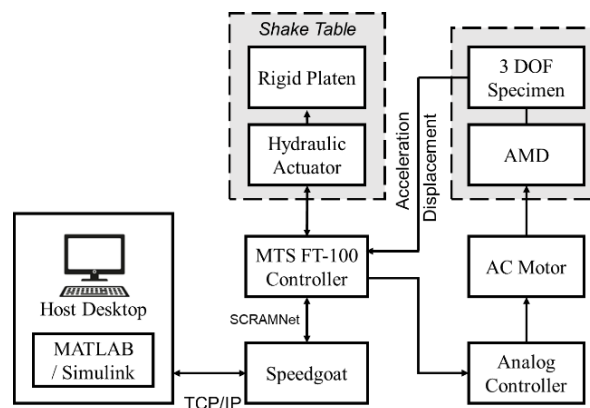 Shake Table
Rigid Platen
Hydraulic
Actuator
3 DOF
Specimen
AMD
Acceleration
Displacement
MTS FT-100
Controller
AC Motor
Host Desktop
MATLAB
/ Simulink
SCRAMNet
Speedgoat
Analog
Controller
TCP/IP